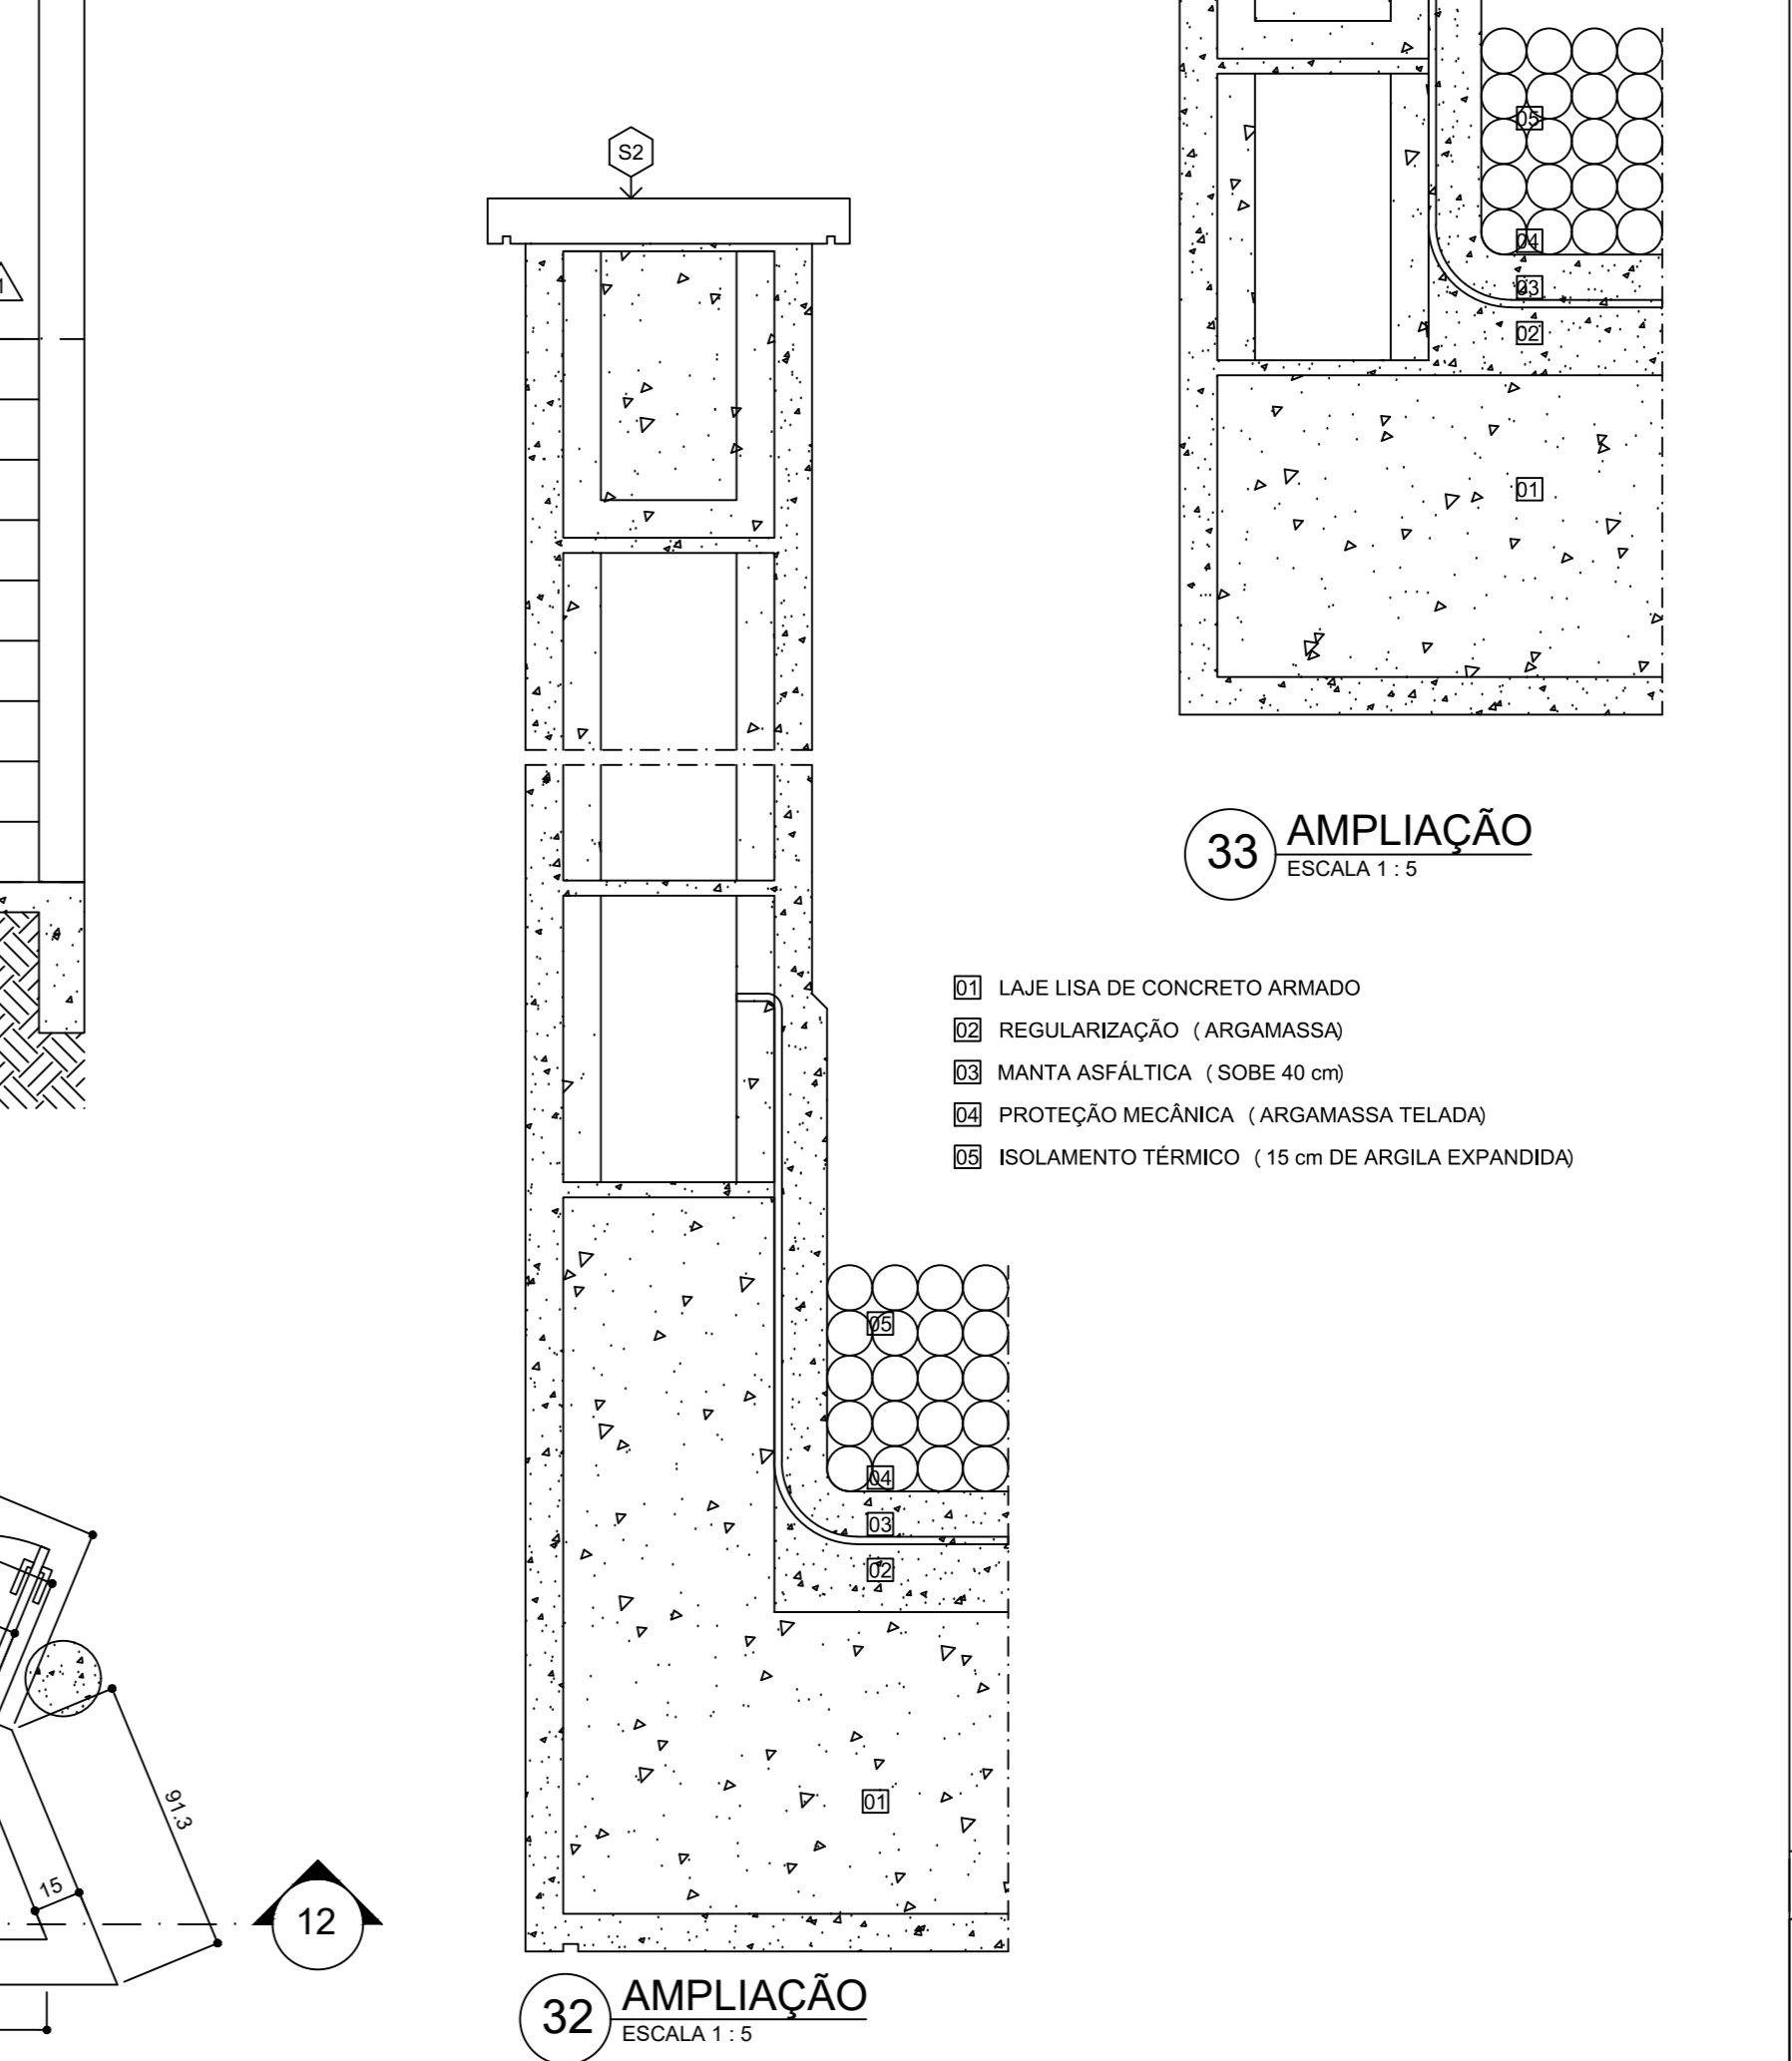 S2
05
04
03
02
01
33
AMPLIAÇÃO
ESCALA 1 : 5
01 LAJE LISA DE CONCRETO ARMADO
02 REGULARIZAÇÃO (ARGAMASSA)
03 MANTA ASFÁLTICA (SOBE 40 cm)
04 PROTEÇÃO MECÂNICA (ARGAMASSA TELADA)
05 ISOLAMENTO TÉRMICO (15 cm DE ARGILA EXPANDIDA)
05
04
03
02
01
91.3
15
12
32
AMPLIAÇÃO
ESCALA 1 : 5